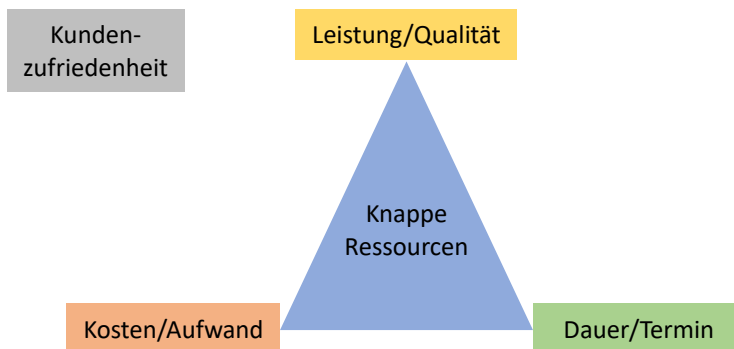 Kunden-
zufriedenheit
Leistung/Qualität
Knappe
Ressourcen
Kosten/Aufwand
Dauer/Termin